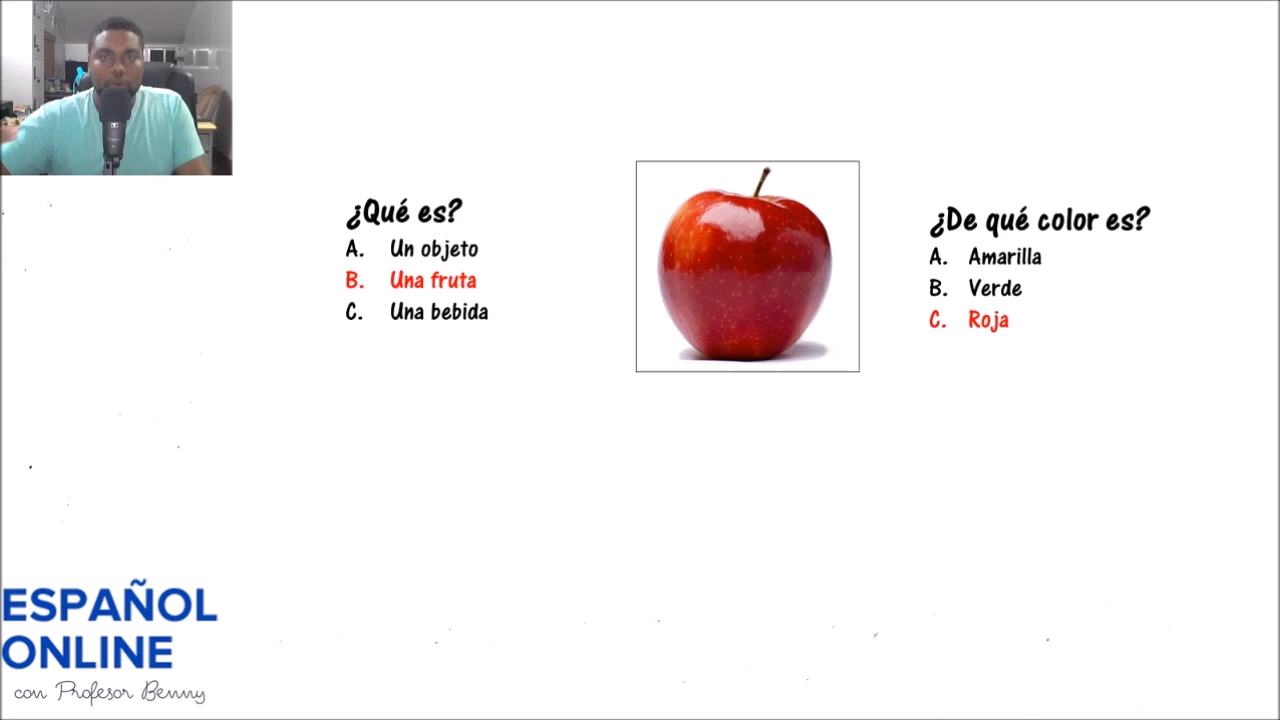 ¿Qué es?
A. Un objeto
B. Una fruta
C. Una bebida
¿De qué color es?
A. Amarilla
B. Verde
C. Roja
ESPAÑOL
ONLINE
con Profesor Benny